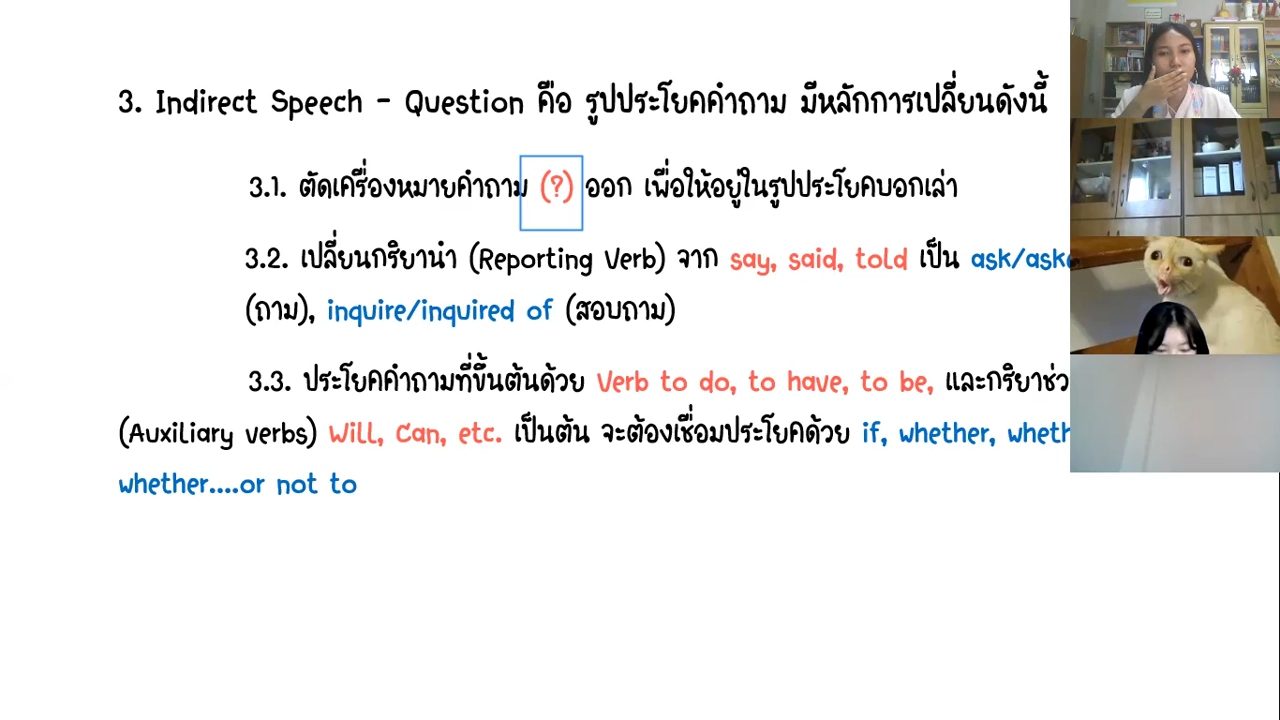 3. Indirect Speech - Question คือ รูปประโยคคำถาม มีหลักการเปลี่ยนดังนี้
3.1. ตัดเครื่องหมายคำถาม (?) ออก เพื่อให้อยู่ในรูปประโยคบอกเล่า
3.2. เปลี่ยนกริยานำ (Reporting Verb) จาก say, said, told เป็น
(ถาม), inquire/inquired of (สอบถาม)
3.3. ประโยคคำถามที่ขึ้นต้นด้วย Verb to do, to have, to be,
(Auxiliary verbs) Will, Can, etc. เป็นต้น จะต้องเชื่อมประโยคด้วย if, whether,
whether....or not to